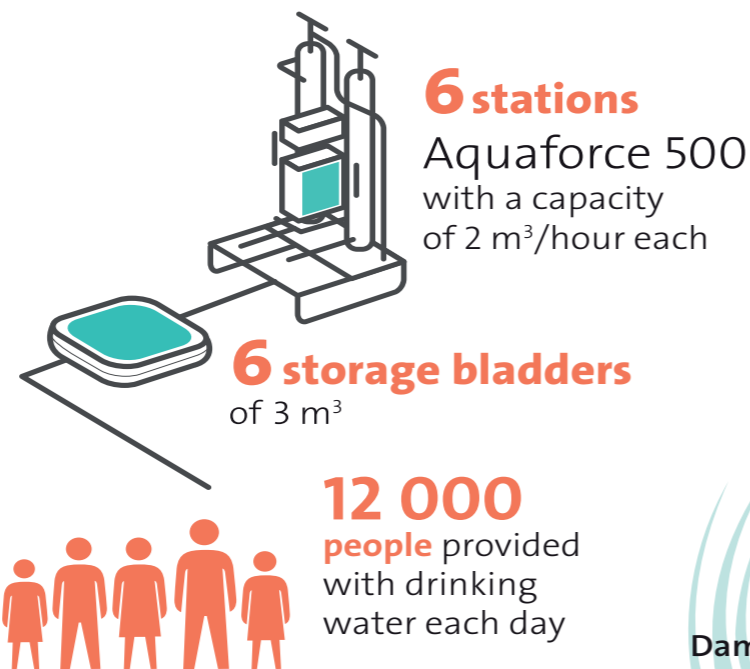 6 stations
Aquaforce 500
with a capacity
of 2 m³/hour each
6 storage bladders
of 3 m³
12 000
people provided
with drinking
water each day
Dam